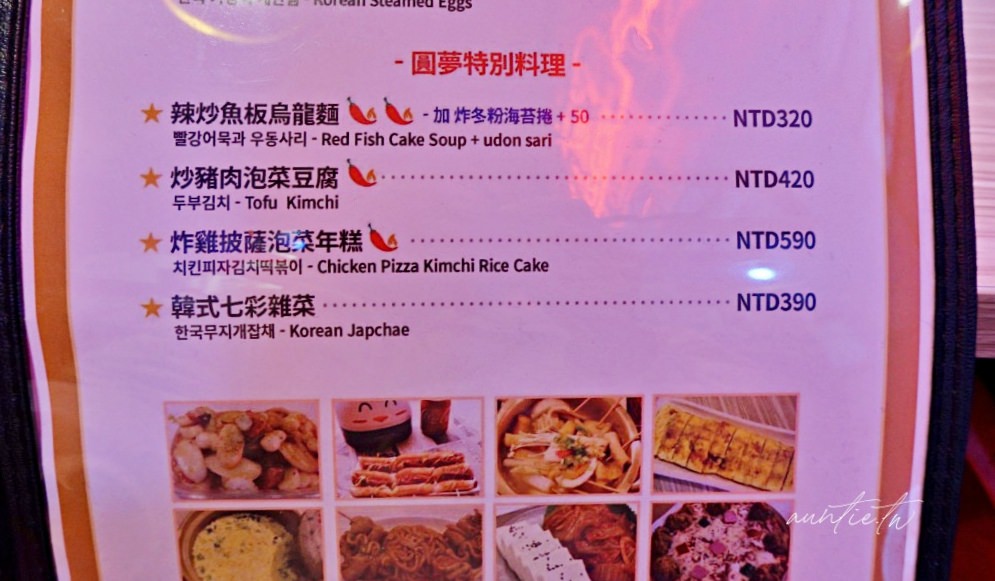 Korean Steamed Eggs
- 圓夢特別料理 -
★ 辣炒魚板烏龍麵 - 加 炸冬粉海苔捲 + 50 NTD320
빨강어묵과 우동사리 - Red Fish Cake Soup + udon sari
★ 炒豬肉泡菜豆腐 NTD420
두부김치 - Tofu Kimchi
★ 炸雞披薩泡菜年糕 NTD590
치킨피자김치떡볶이 - Chicken Pizza Kimchi Rice Cake
★ 韓式七彩雜菜 NTD390
한국무지개잡채 - Korean Japchae
auntie.tw